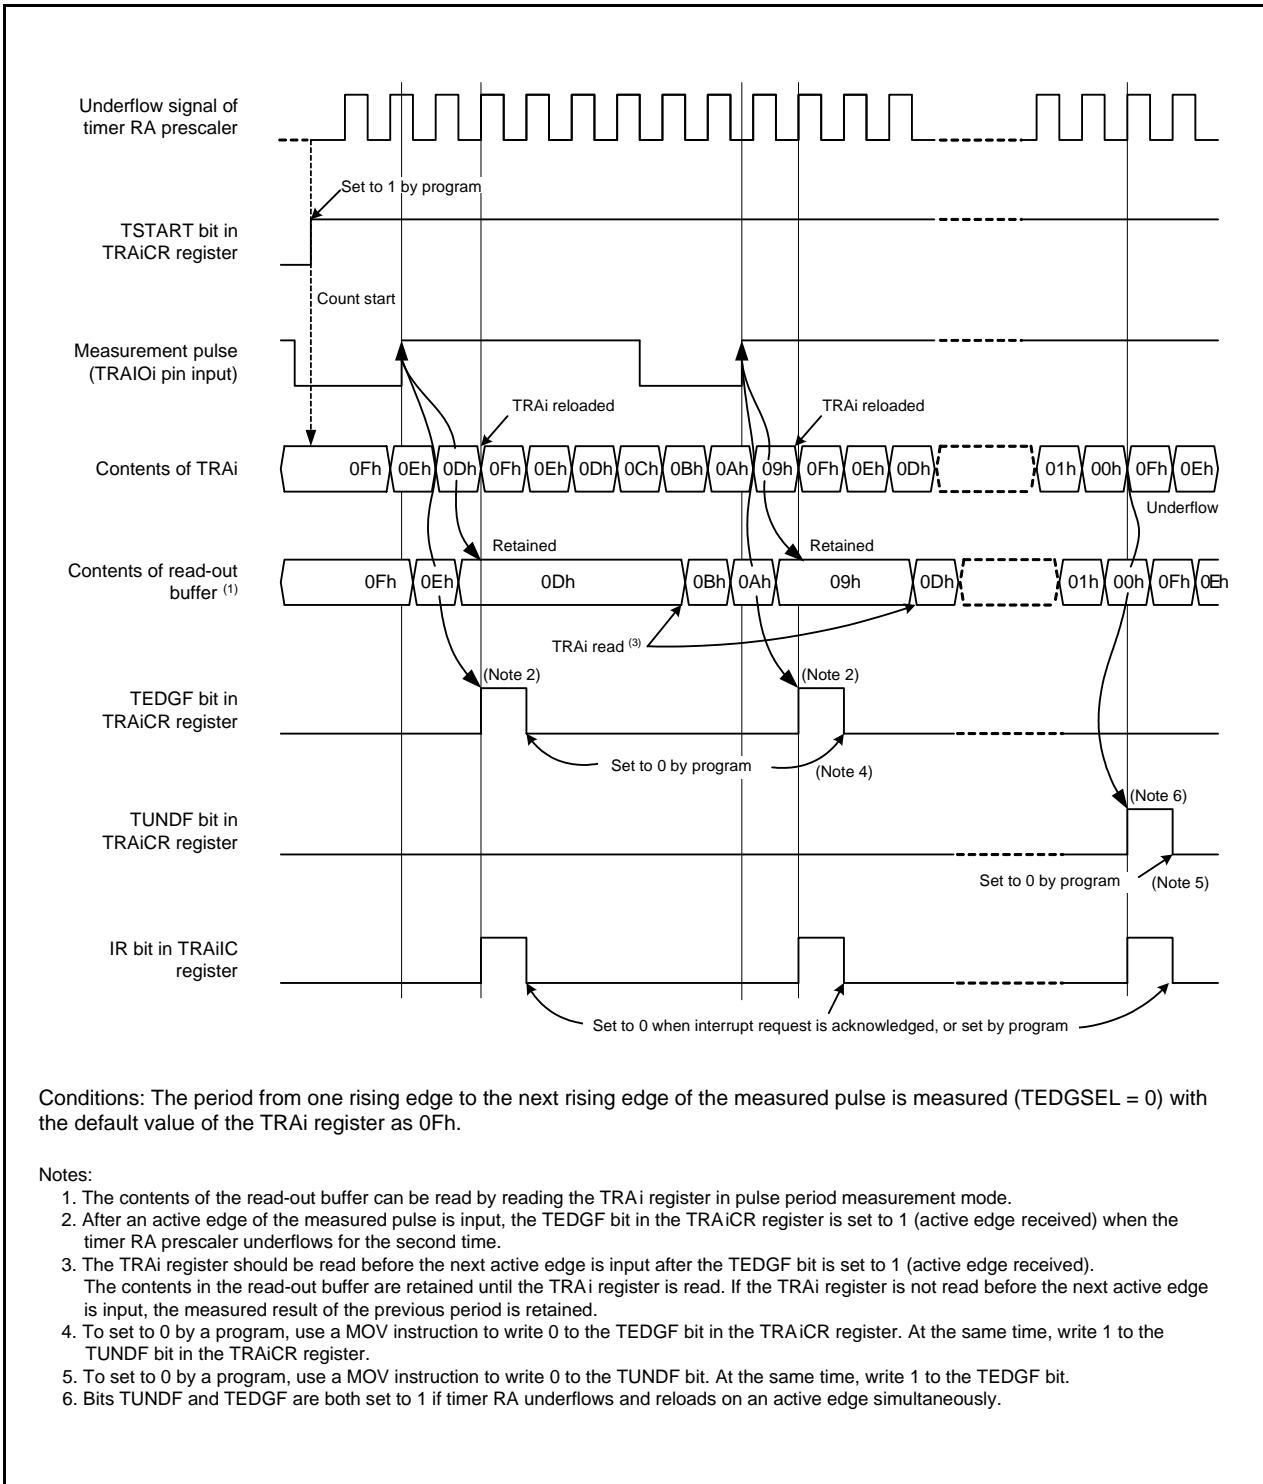 Underflow signal of
timer RA prescaler
Set to 1 by program
TSTART bit in
TRAiCR register
Count start
Measurement pulse
(TRAIOi pin input)
TRAi reloaded TRAi reloaded
Contents of TRAi 0Fh 0Eh 0Dh 0Fh 0Eh 0Dh 0Ch 0Bh 0Ah 09h 0Fh 0Eh 0Dh 01h 00h 0Fh 0Eh
Underflow
Retained Retained
Contents of read-out
buffer (1) 0Fh 0Eh 0Dh 0Bh 0Ah 09h 0Dh 01h 00h 0Fh 0Eh
TRAi read (3)
(Note 2) (Note 2)
TEDGF bit in
TRAiCR register
Set to 0 by program (Note 4)
(Note 6)
TUNDF bit in
TRAiCR register
Set to 0 by program (Note 5)
IR bit in TRAiIC
register
Set to 0 when interrupt request is acknowledged, or set by program
Conditions: The period from one rising edge to the next rising edge of the measured pulse is measured (TEDGSEL = 0) with
the default value of the TRAi register as 0Fh.
Notes:
1. The contents of the read-out buffer can be read by reading the TRAi register in pulse period measurement mode.
2. After an active edge of the measured pulse is input, the TEDGF bit in the TRAiCR register is set to 1 (active edge received) when the
timer RA prescaler underflows for the second time.
3. The TRAi register should be read before the next active edge is input after the TEDGF bit is set to 1 (active edge received).
The contents in the read-out buffer are retained until the TRAi register is read. If the TRAi register is not read before the next active edge
is input, the measured result of the previous period is retained.
4. To set to 0 by a program, use a MOV instruction to write 0 to the TEDGF bit in the TRAiCR register. At the same time, write 1 to the
TUNDF bit in the TRAiCR register.
5. To set to 0 by a program, use a MOV instruction to write 0 to the TUNDF bit. At the same time, write 1 to the TEDGF bit.
6. Bits TUNDF and TEDGF are both set to 1 if timer RA underflows and reloads on an active edge simultaneously.